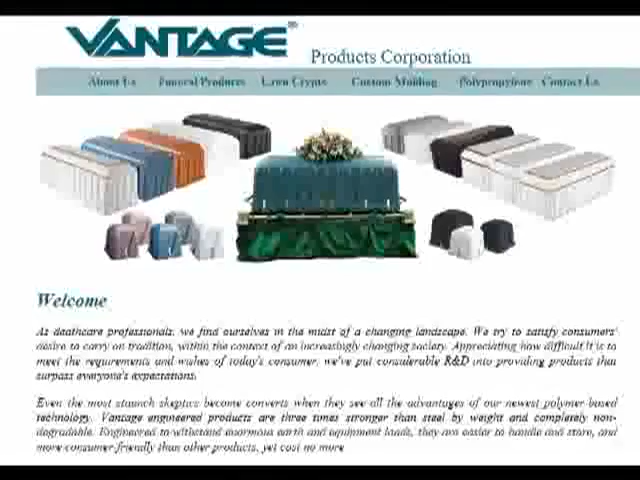 VANTAGE®
Products Corporation
About Us Funeral Products Lawn Crypts Custom Molding Polypropylene Contact Us
Welcome
As deathcare professionals, we find ourselves in the midst of a changing landscape. We try to satisfy consumers'
desire to carry on tradition, within the context of an increasingly changing society. Appreciating how difficult it is to
meet the requirements and wishes of today's consumer, we've put considerable R&D into providing products that
surpass everyone's expectations.
Even the most staunch skeptics become converts when they see all the advantages of our newest polymer-based
technology. Vantage engineered products are three times stronger than steel by weight and completely non-
degradable. Engineered to withstand enormous earth and equipment loads, they are easier to handle and store, and
more consumer-friendly than other products, yet cost no more